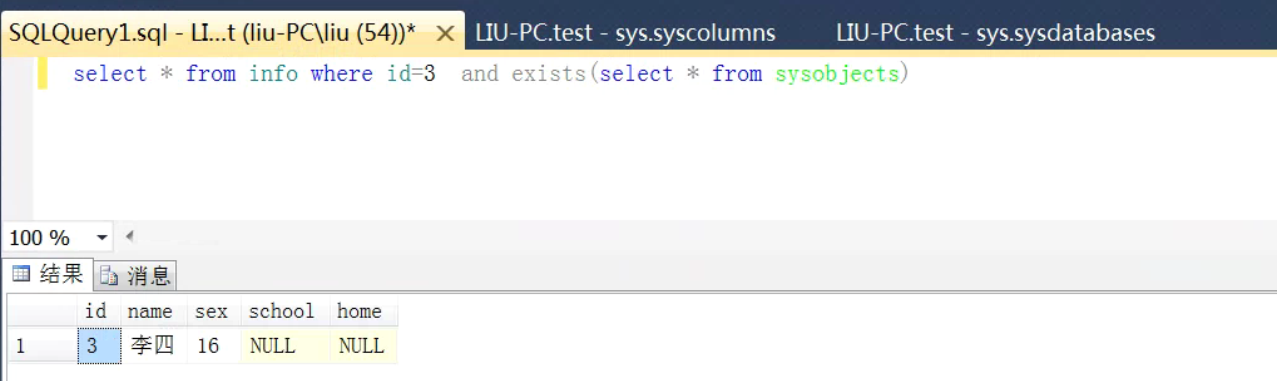 SQLQuery1.sql - LI...t (liu-PC\liu (54))* LIU-PC.test - sys.syscolumns LIU-PC.test - sys.sysdatabases
select * from info where id=3  and exists(select * from sysobjects)
100 %
结果 消息
id name sex school home
1 3 李四 16 NULL NULL